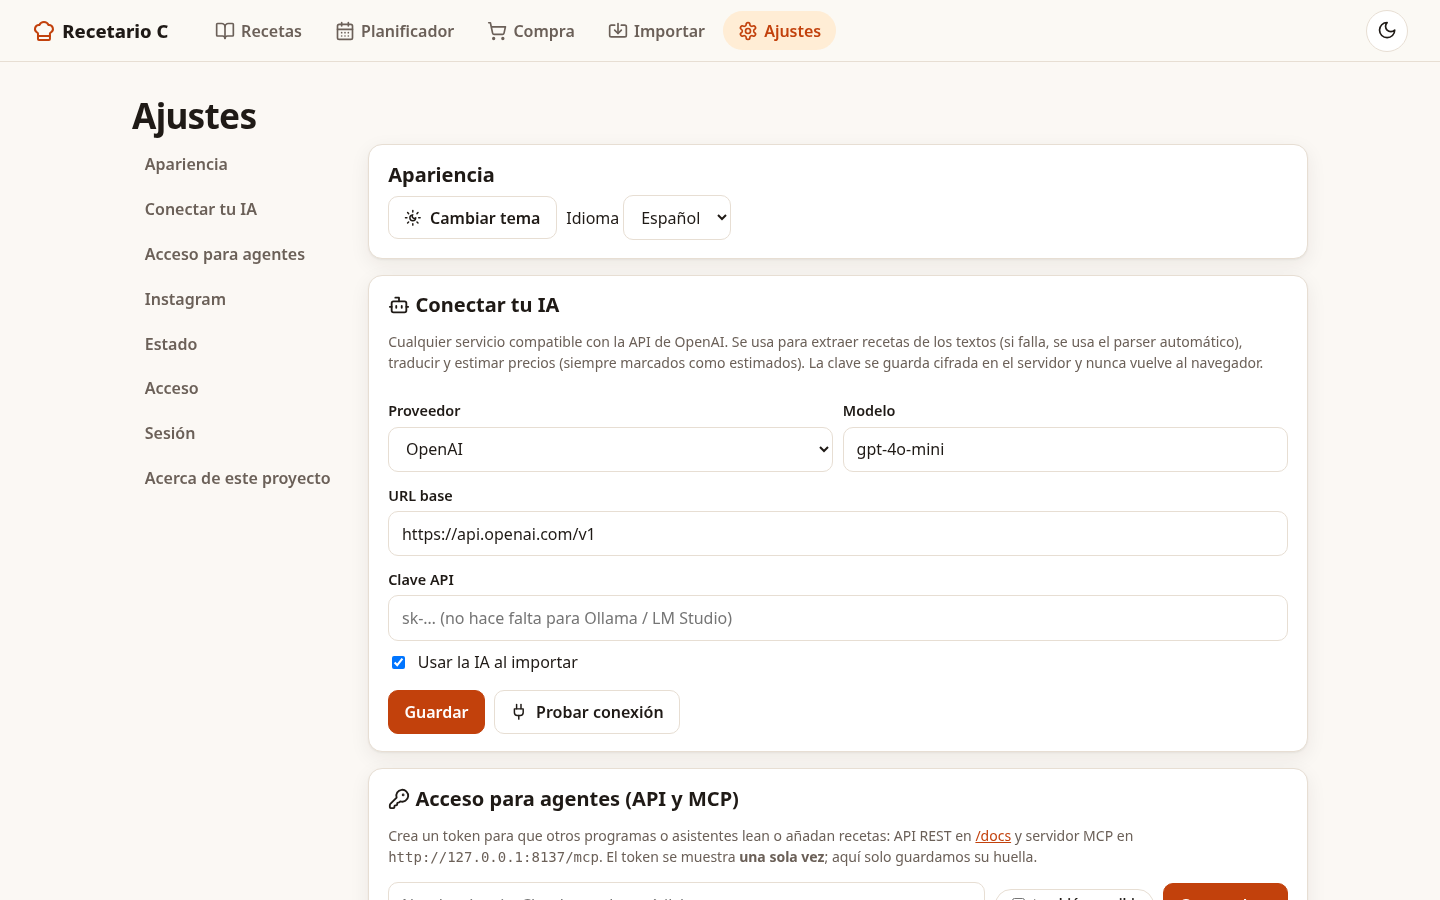 Recetario C
Recetas
Planificador
Compra
Importar
Ajustes
Ajustes
Apariencia
Conectar tu IA
Acceso para agentes
Instagram
Estado
Acceso
Sesión
Acerca de este proyecto
Apariencia
Cambiar tema
Idioma
Español
Conectar tu IA
Cualquier servicio compatible con la API de OpenAI. Se usa para extraer recetas de los textos (si falla, se usa el parser automático),
traducir y estimar precios (siempre marcados como estimados). La clave se guarda cifrada en el servidor y nunca vuelve al navegador.
Proveedor
Modelo
OpenAI
gpt-4o-mini
URL base
https://api.openai.com/v1
Clave API
sk-... (no hace falta para Ollama / LM Studio)
Usar la IA al importar
Guardar
Probar conexión
Acceso para agentes (API y MCP)
Crea un token para que otros programas o asistentes lean o añadan recetas: API REST en /docs y servidor MCP en
http://127.0.0.1:8137/mcp. El token se muestra una sola vez; aquí solo guardamos su huella.